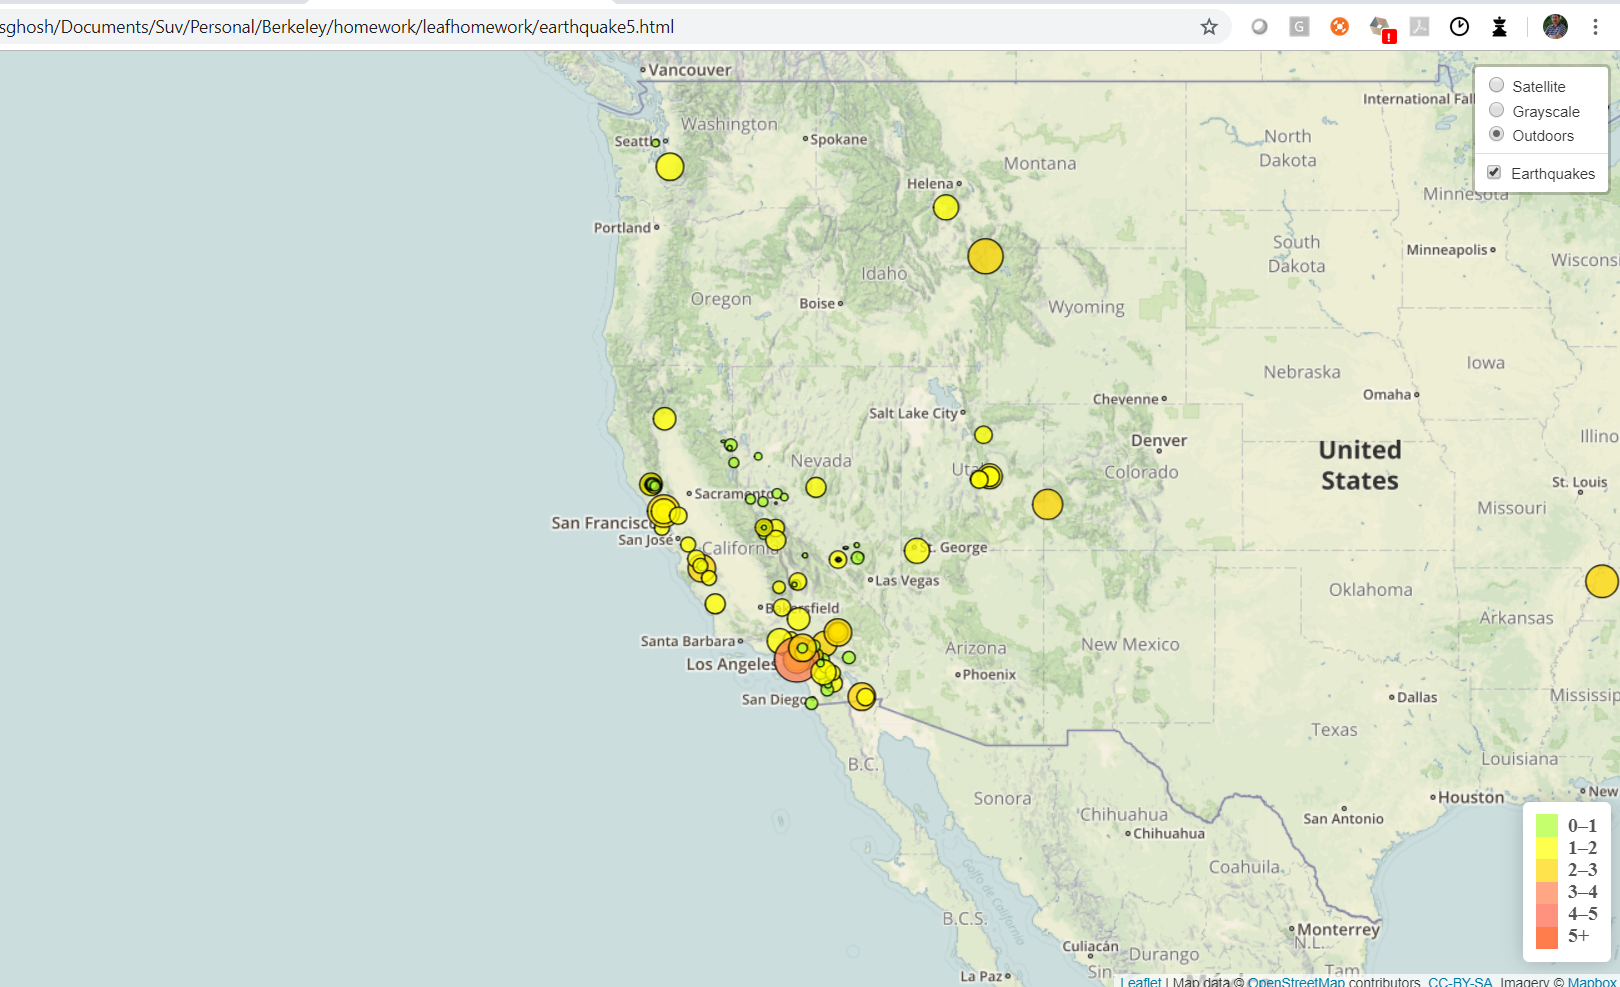 sghosh/Documents/Suv/Personal/Berkeley/homework/leafhomework/earthquake5.html
G
!
Vancouver
Satellite
Grayscale
Outdoors
Earthquakes
International Fall
Washington
Seattl
Spokane
North
Dakota
Montana
Helena
Minnesota
Portland
South
Dakota
Minneapolis
Wisconsi
Idaho
Oregon
Boise
Wyoming
Iowa
Nebraska
Salt Lake City
Cheyenne
Omaha
Denver
United
States
Illino
Nevada
Utah
Colorado
St. Louis
Sacramento
Missouri
San Francisco
San Jose
California
St. George
Las Vegas
Oklahoma
Bakersfield
Arkansas
Santa Barbara
Arizona
New Mexico
Los Angeles
Phoenix
San Diego
Dallas
Mississip
Texas
Louisiana
B.C.
Sonora
Houston
New
Chihuahua
San Antonio
Chihuahua
Coahuila
0–1
1–2
2–3
3–4
4–5
5+
Golfo de California
B.C.S.
Monterrey
N.L.
Culiacán
Durango
Sin
Tam
La Paz
Leaflet | Map data © OpenStreetMap contributors, CC-BY-SA, Imagery © Mapbox